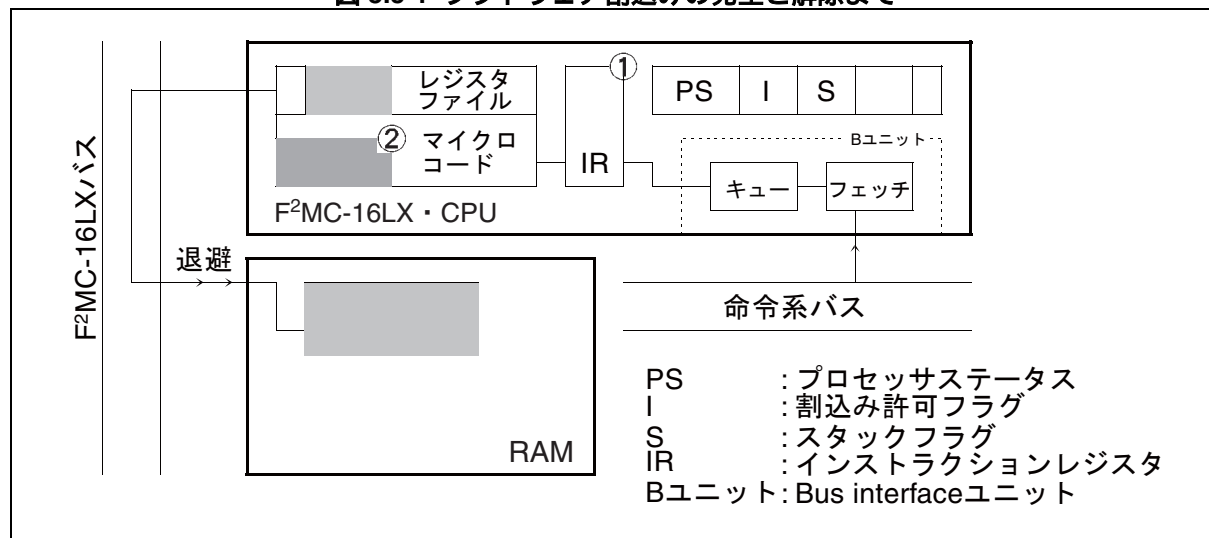 レジスタ
ファイル
①
PS I S
② マイクロ
コード
IR
Bユニット
キュー
フェッチ
F²MC-16LX・CPU
F²MC-16LXバス
退避
命令系バス
RAM
PS : プロセッサステータス
I : 割込み許可フラグ
S : スタックフラグ
IR : インストラクションレジスタ
Bユニット : Bus interfaceユニット